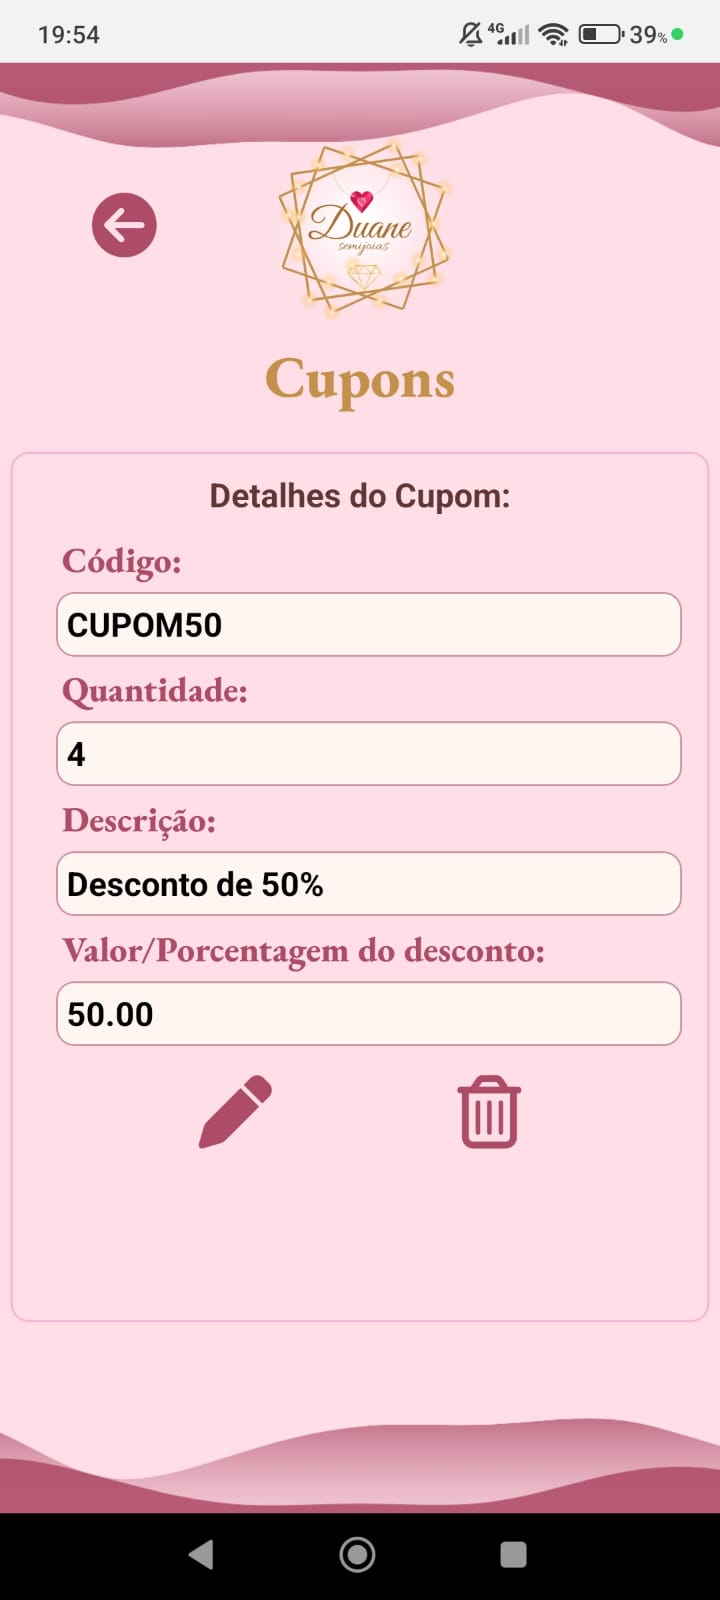 19:54
4G
39%
Duane
semijoias
Cupons
Detalhes do Cupom:
Código:
CUPOM50
Quantidade:
4
Descrição:
Desconto de 50%
Valor/Porcentagem do desconto:
50.00